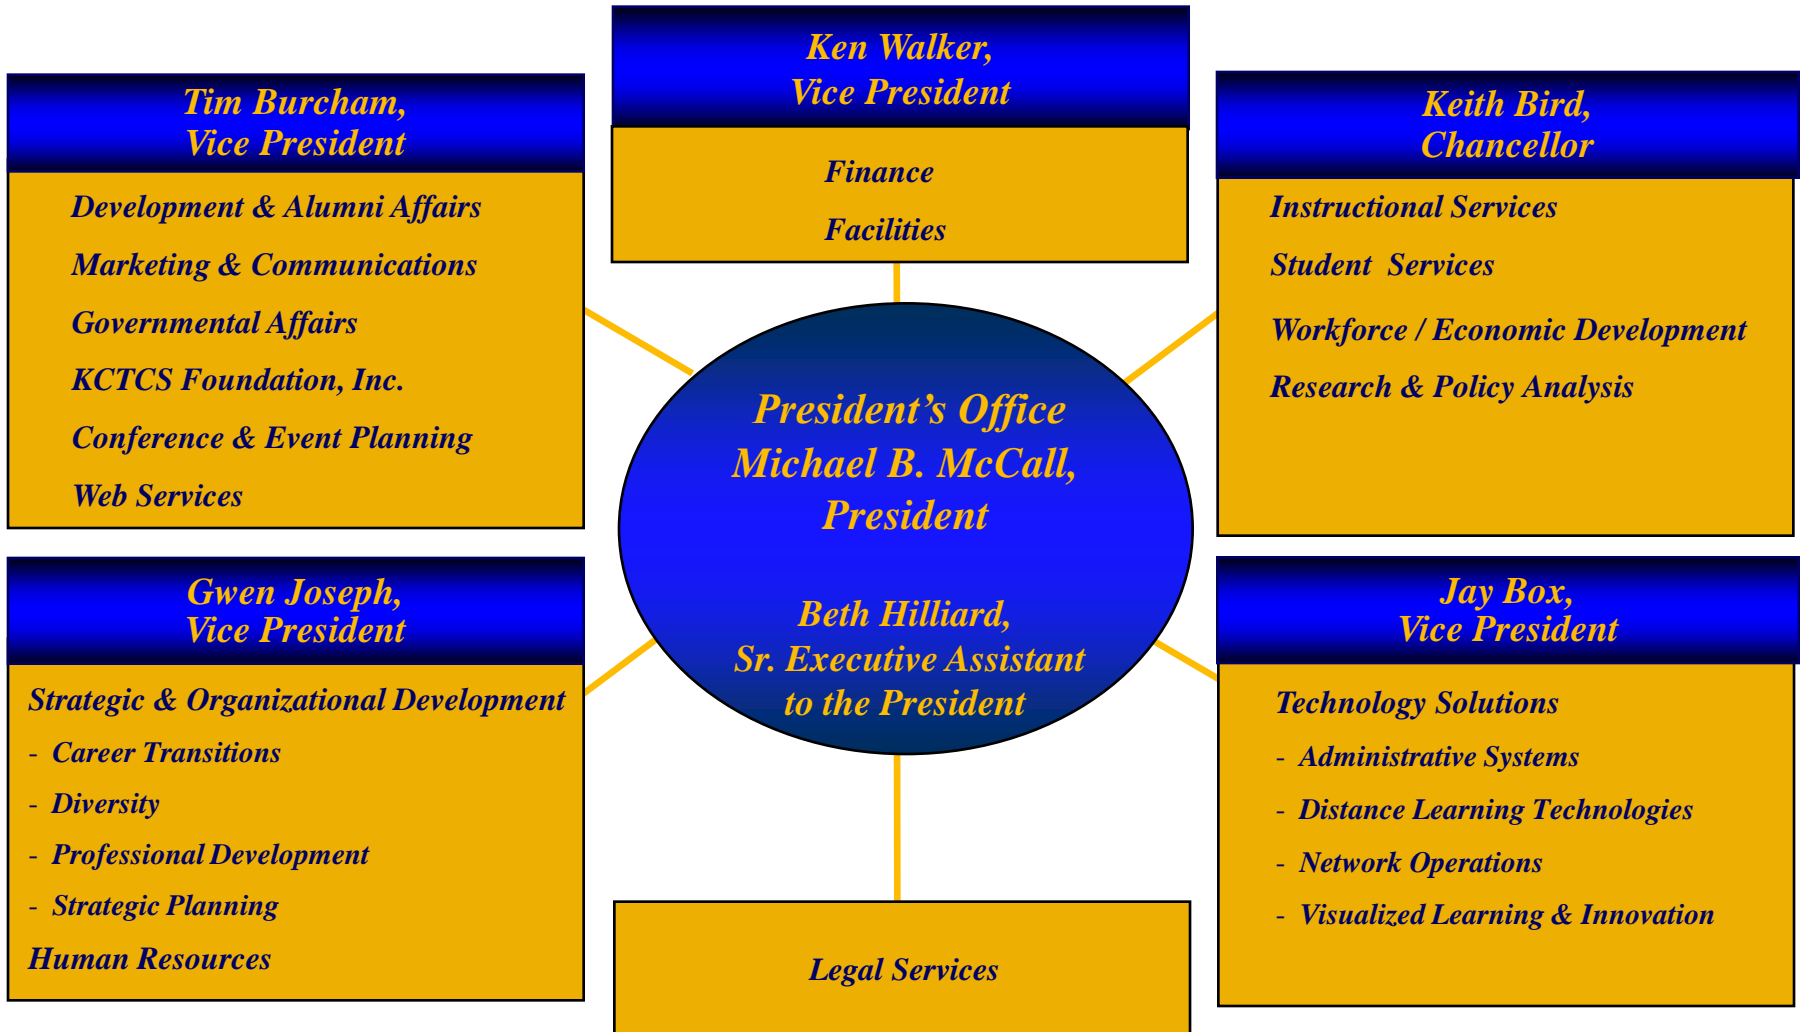 Ken Walker,
Vice President
Finance
Facilities
Tim Burcham,
Vice President
Development & Alumni Affairs
Marketing & Communications
Governmental Affairs
KCTCS Foundation, Inc.
Conference & Event Planning
Web Services
Keith Bird,
Chancellor
Instructional Services
Student Services
Workforce / Economic Development
Research & Policy Analysis
President’s Office
Michael B. McCall,
President
Beth Hilliard,
Sr. Executive Assistant
to the President
Gwen Joseph,
Vice President
Strategic & Organizational Development
- Career Transitions
- Diversity
- Professional Development
- Strategic Planning
Human Resources
Jay Box,
Vice President
Technology Solutions
- Administrative Systems
- Distance Learning Technologies
- Network Operations
- Visualized Learning & Innovation
Legal Services